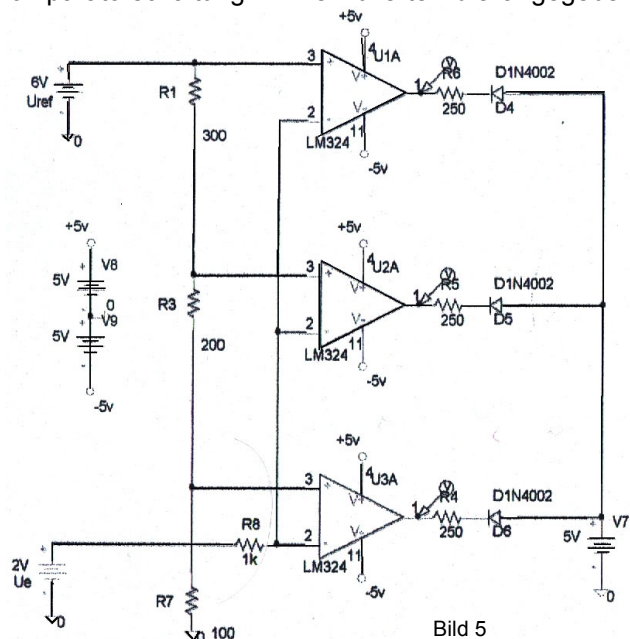 +5v
3
4
U1A
+
V+
1
V
R6
D1N4002
6V
Uref
R1
2
-
V-
11
250
D4
LM324
0
300
-5v
+5v
+5v
V8
3
4
U2A
+
V+
1
V
R5
D1N4002
5V
0
R3
V9
2
-
V-
11
250
D5
5V
200
LM324
-5v
-5v
+5v
3
4
U3A
+
V+
1
V
R4
D1N4002
R8
2
-
V-
11
250
D6
V7
1k
LM324
5V
2V
Ue
R7
-5v
0
0
0
100
Bild 5